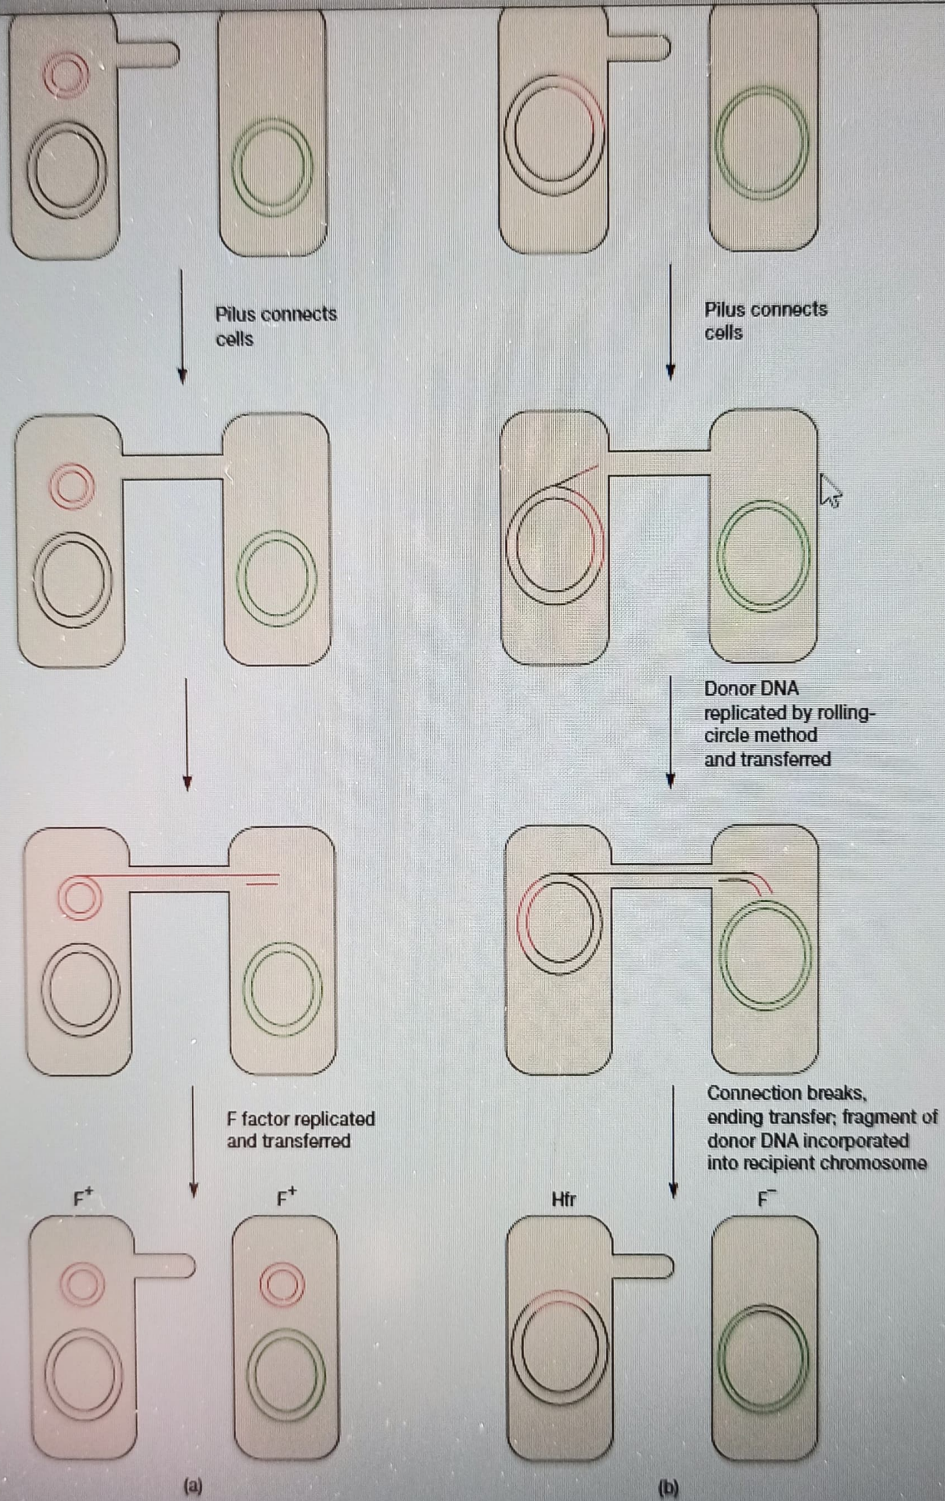 Pilus connects
cells
F factor replicated
and transferred
F⁺
F⁺
(a)
Pilus connects
cells
Donor DNA
replicated by rolling-
circle method
and transferred
Connection breaks,
ending transfer; fragment of
donor DNA incorporated
into recipient chromosome
Hfr
F⁻
(b)